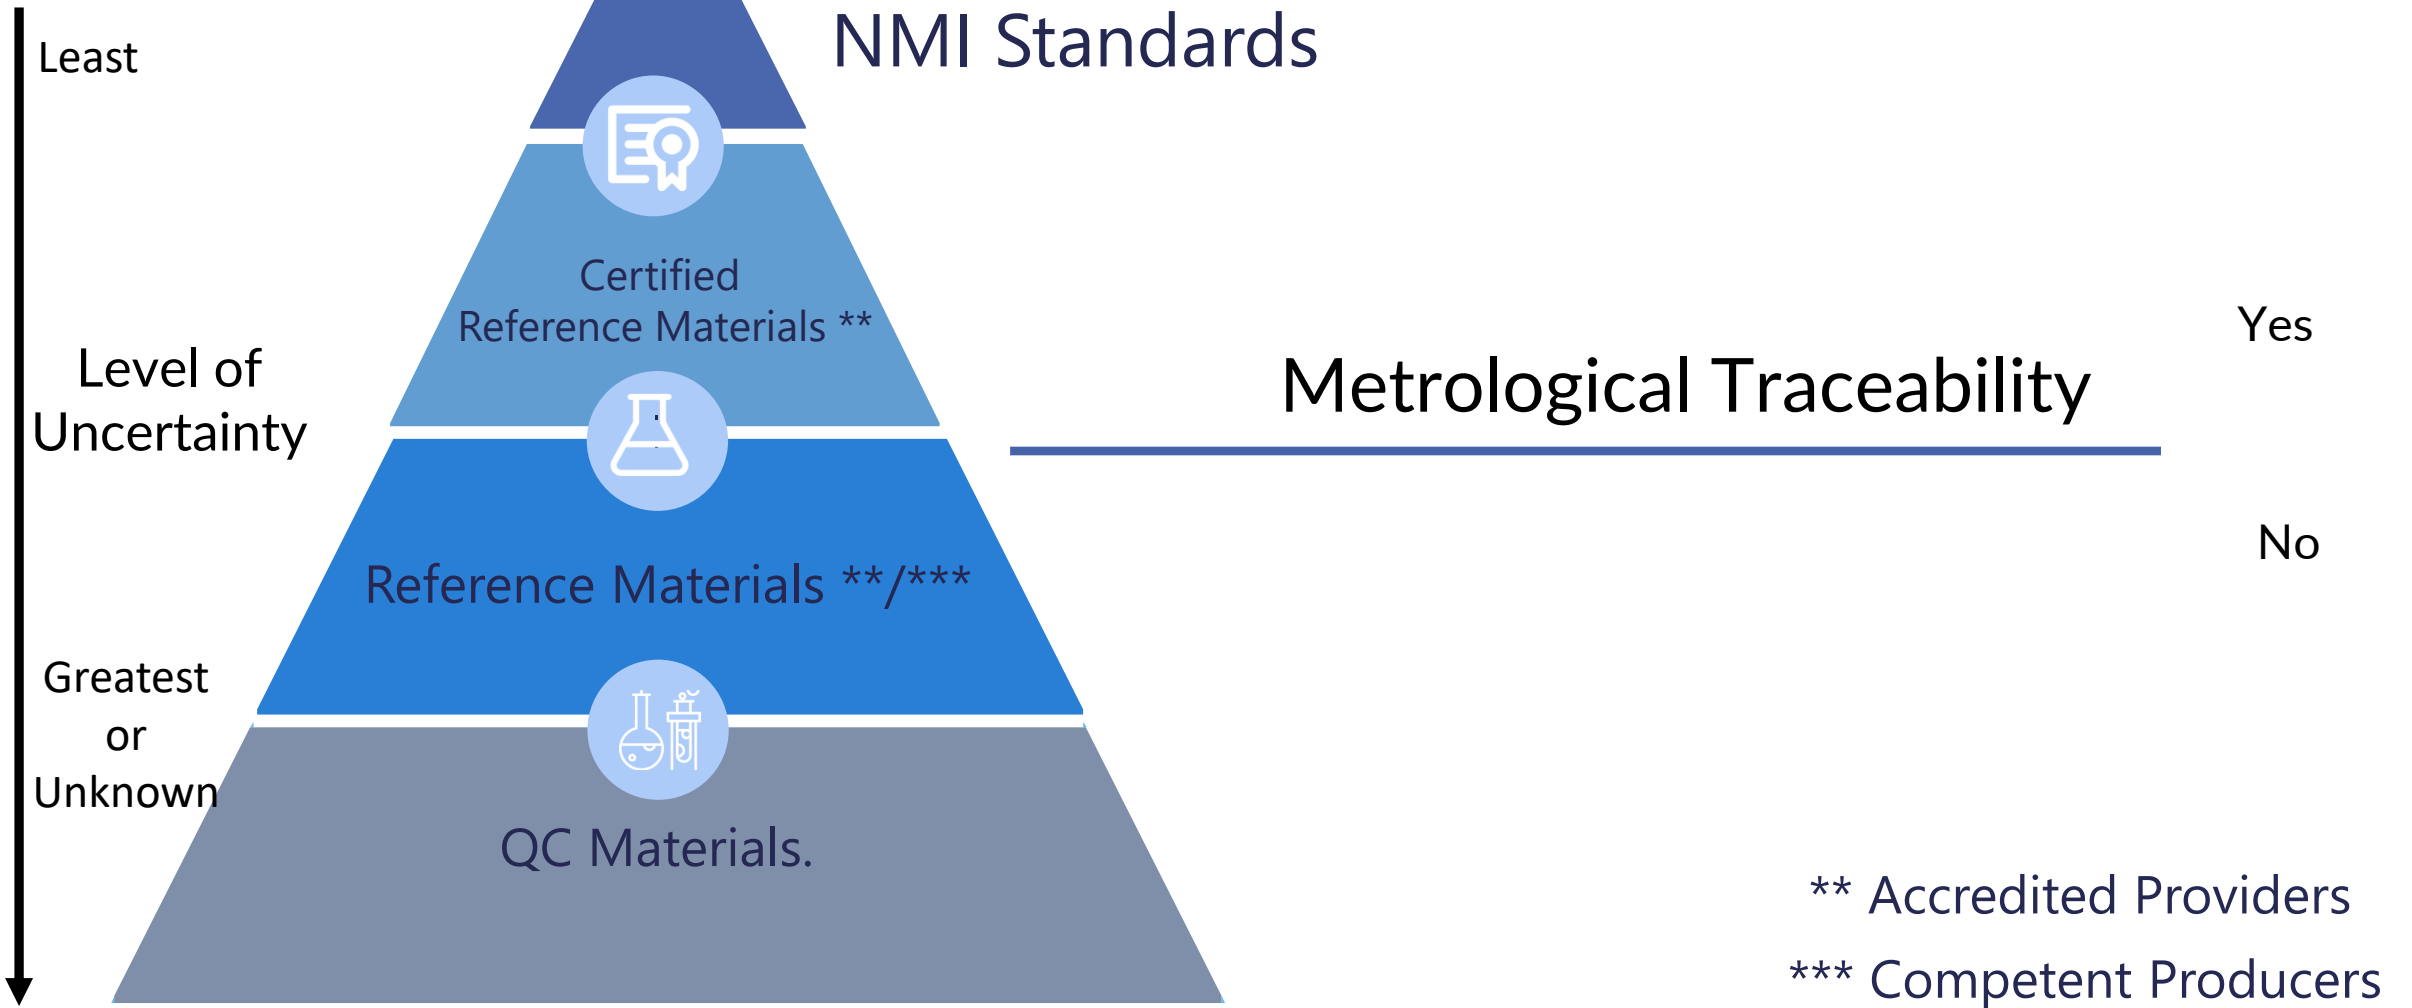 NMI Standards
Least
Certified
Reference Materials **
Yes
Level of
Uncertainty
Metrological Traceability
No
Reference Materials **/***
Greatest
or
Unknown
QC Materials.
** Accredited Providers
*** Competent Producers